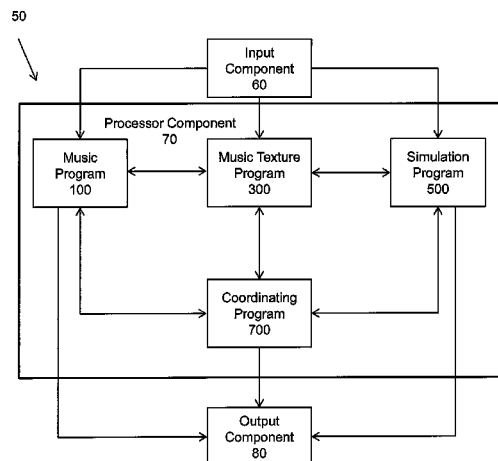 50
Input
Component
60
Processor Component
70
Music
Program
100
Music Texture
Program
300
Simulation
Program
500
Coordinating
Program
700
Output
Component
80